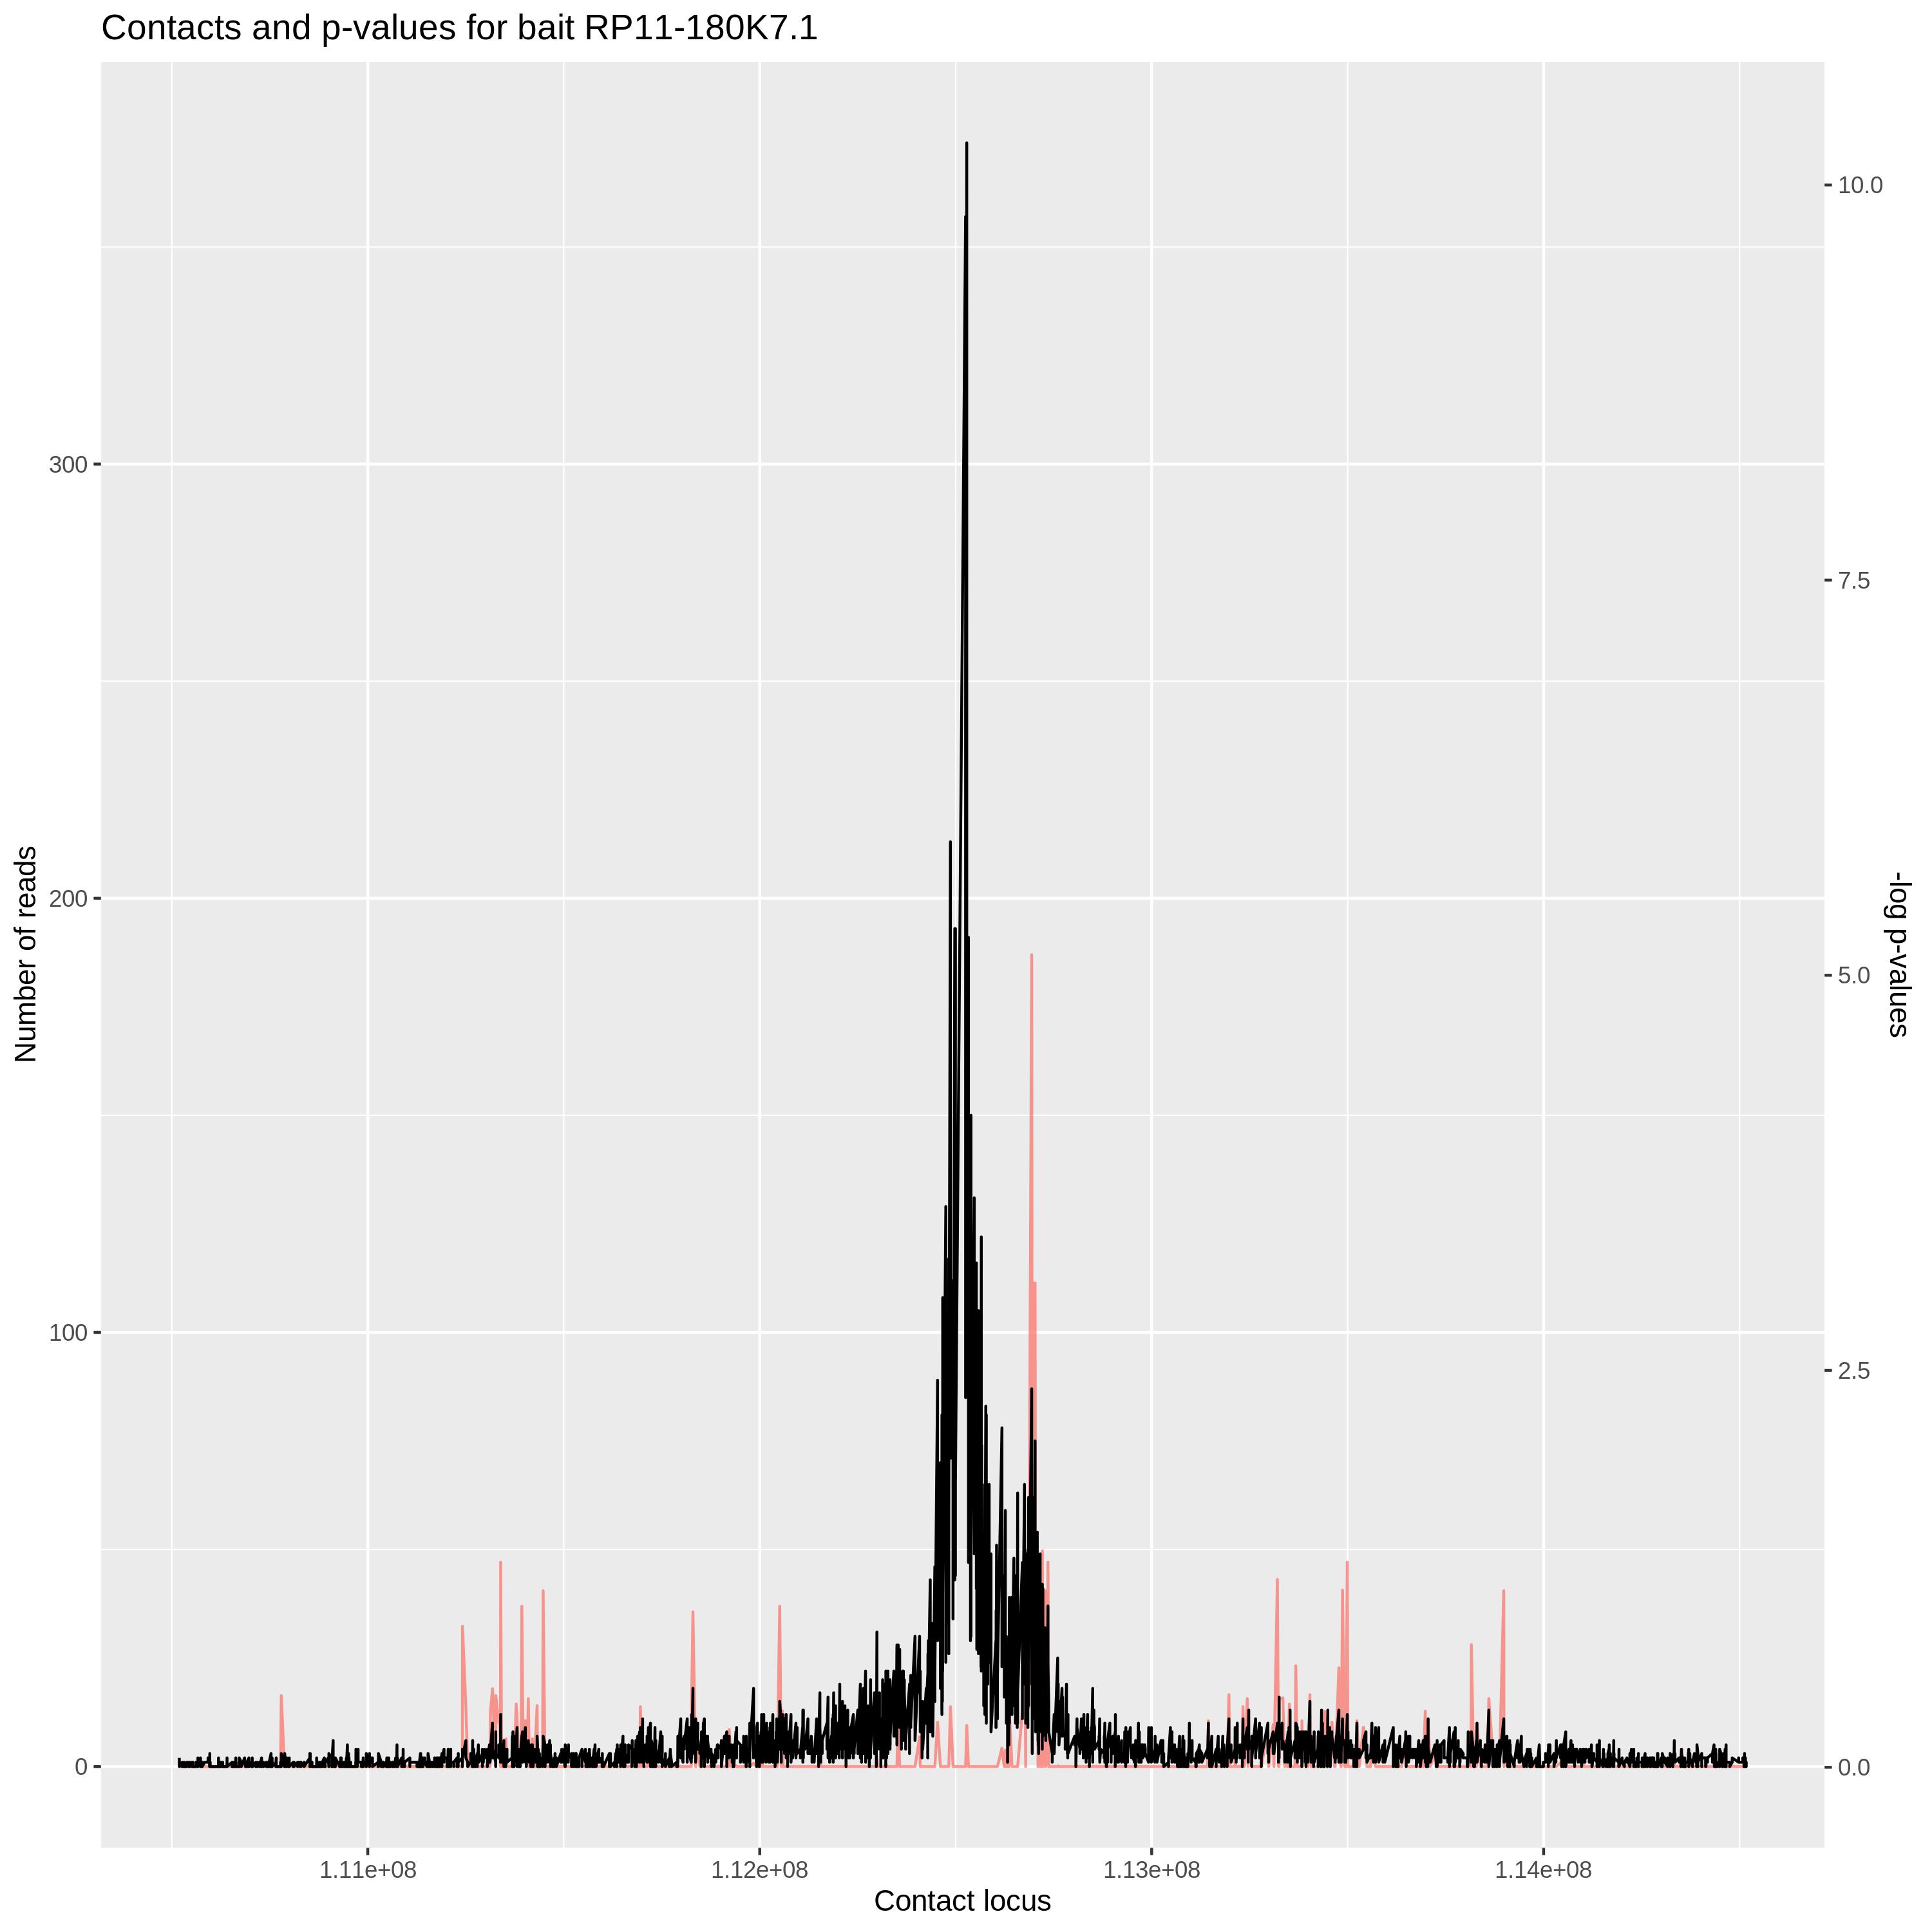 Contacts and p-values for bait RP11-180K7.1
Number of reads
300
200
100
0
10.0
7.5
5.0
2.5
0.0
-log p-values
1.11e+08
1.12e+08
1.13e+08
1.14e+08
Contact locus